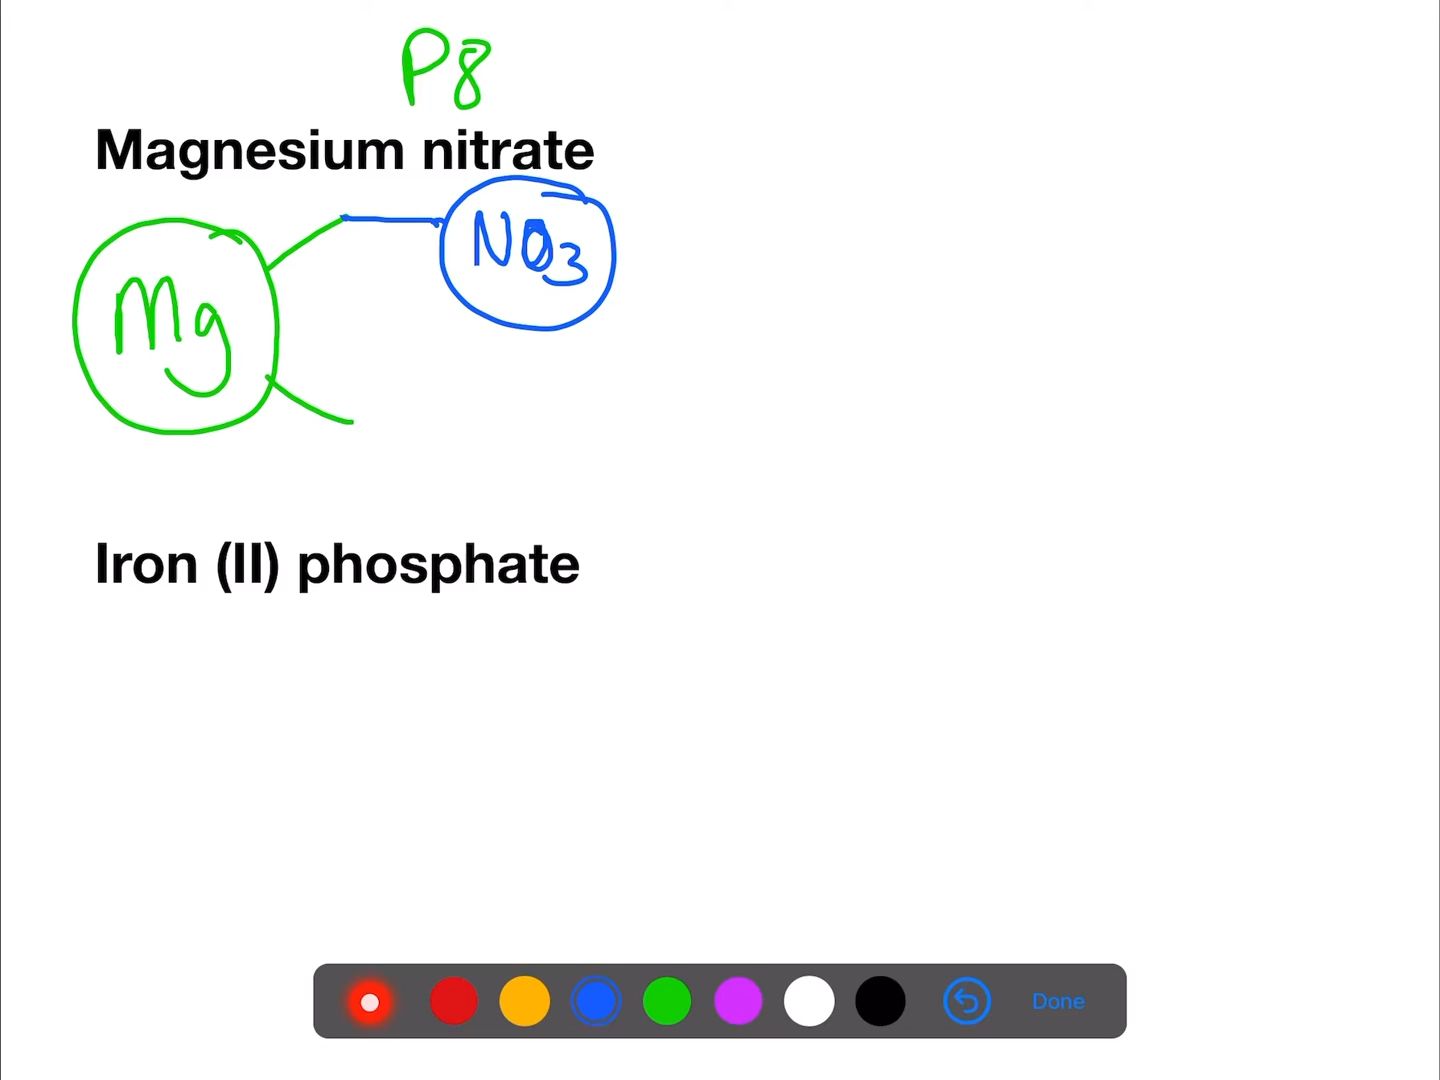 P8
Magnesium nitrate
Mg
NO3
Iron (II) phosphate
Done